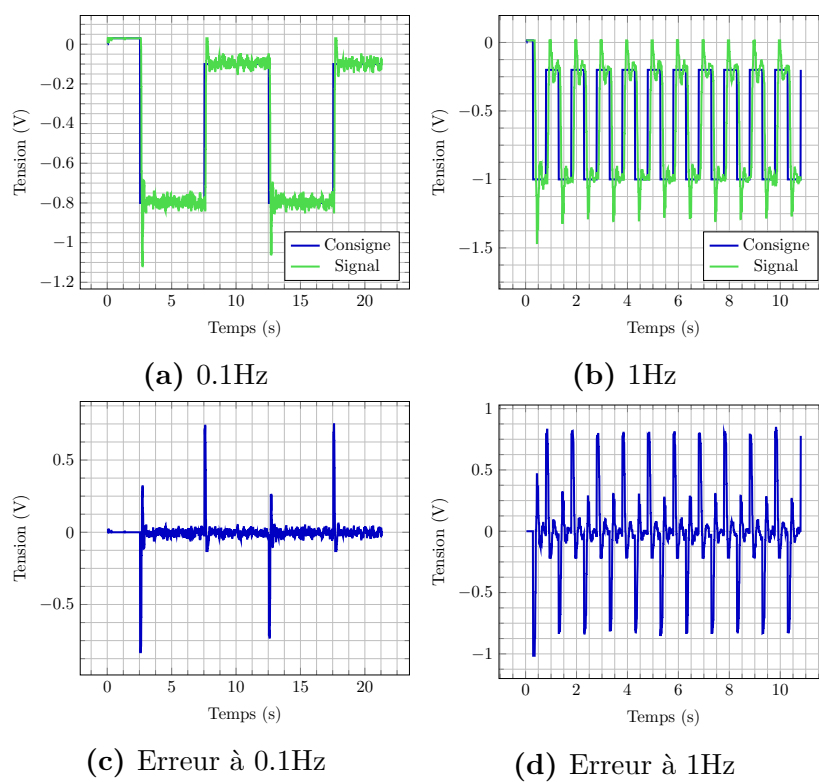 0
−0.2
−0.4
−0.6
−0.8
−1
−1.2
Tension (V)
0 5 10 15 20
Temps (s)
Consigne
Signal
(a) 0.1Hz
0
−0.5
−1
−1.5
Tension (V)
0 2 4 6 8 10
Temps (s)
Consigne
Signal
(b) 1Hz
0.5
0
−0.5
Tension (V)
0 5 10 15 20
Temps (s)
(c) Erreur à 0.1Hz
1
0.5
0
−0.5
−1
Tension (V)
0 2 4 6 8 10
Temps (s)
(d) Erreur à 1Hz